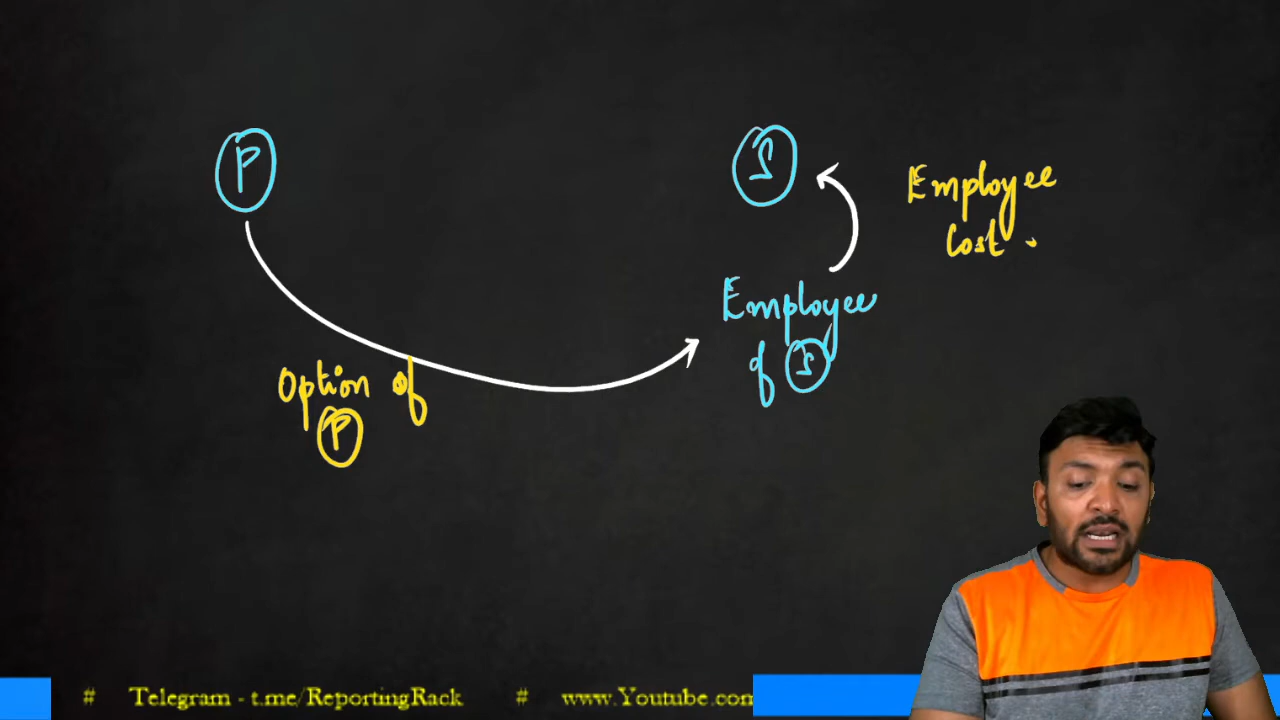 P
S
Employee
Cost.
Employee
of S
Option of
P
# Telegram - t.me/ReportingRack # www.Youtube.com